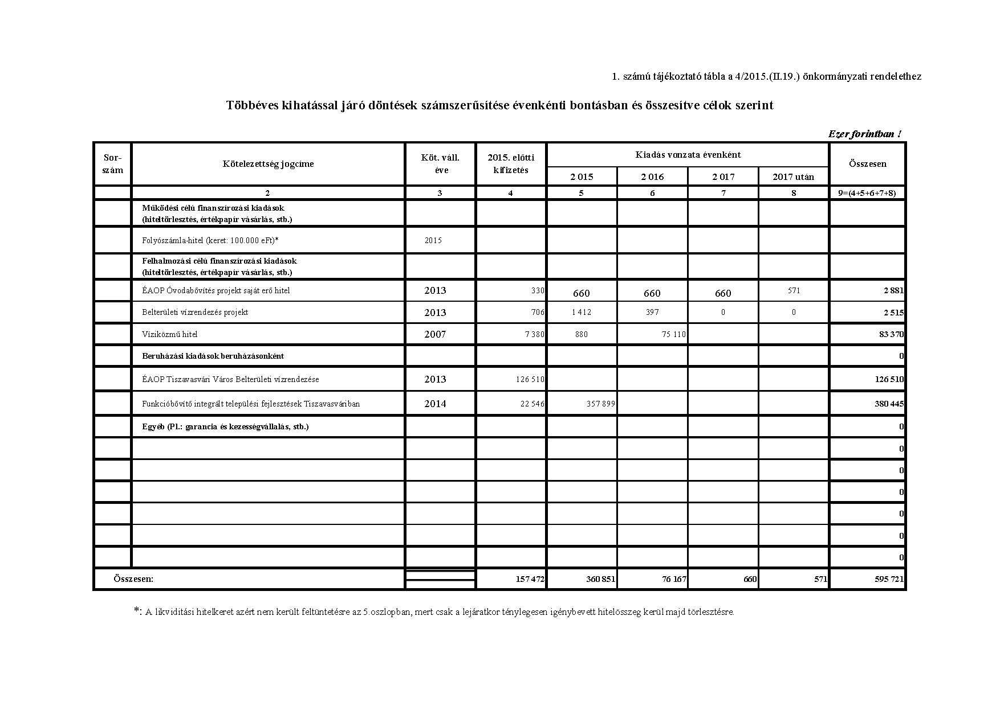 1. számú tájékoztató tábla a 4/2015.(II.19.) önkormányzati rendelethez
Többéves kihatással járó döntések számszerűsítése évenkénti bontásban és összesítve célok szerint
Ezer forintban !
Sor-
szám
Kötelezettség jogcíme
Köt. váll.
éve
2015. előtti
kifizetés
Kiadás vonzata évenként
Összesen
2 015 2 016 2 017 2017 után
2 3 4 5 6 7 8 9=(4+5+6+7+8)
Működési célú finanszírozási kiadások
(hiteltörlesztés, értékpapír vásárlás, stb.)
Folyószámla-hitel (keret: 100.000 eFt)* 2015
Felhalmozási célú finanszírozási kiadások
(hiteltörlesztés, értékpapír vásárlás, stb.)
ÉAOP Óvodabővítés projekt saját erő hitel 2013 330 660 660 660 571 2 881
Belterületi vízrendezés projekt 2013 706 1 412 397 0 0 2 515
Víziközmű hitel 2007 7 380 880 75 110 83 370
Beruházási kiadások beruházásonként 0
ÉAOP Tiszavasvári Város Belterületi vízrendezése 2013 126 510 126 510
Funkcióbővítő integrált települési fejlesztések Tiszavasváriban 2014 22 546 357 899 380 445
Egyéb (Pl.: garancia és kezességvállalás, stb.) 0
0
0
0
0
0
0
Összesen: 157 472 360 851 76 167 660 571 595 721
*: A likviditási hitelkeret azért nem került feltüntetésre az 5.oszlopban, mert csak a lejáratkor ténylegesen igénybevett hitelösszeg kerül majd törlesztésre.